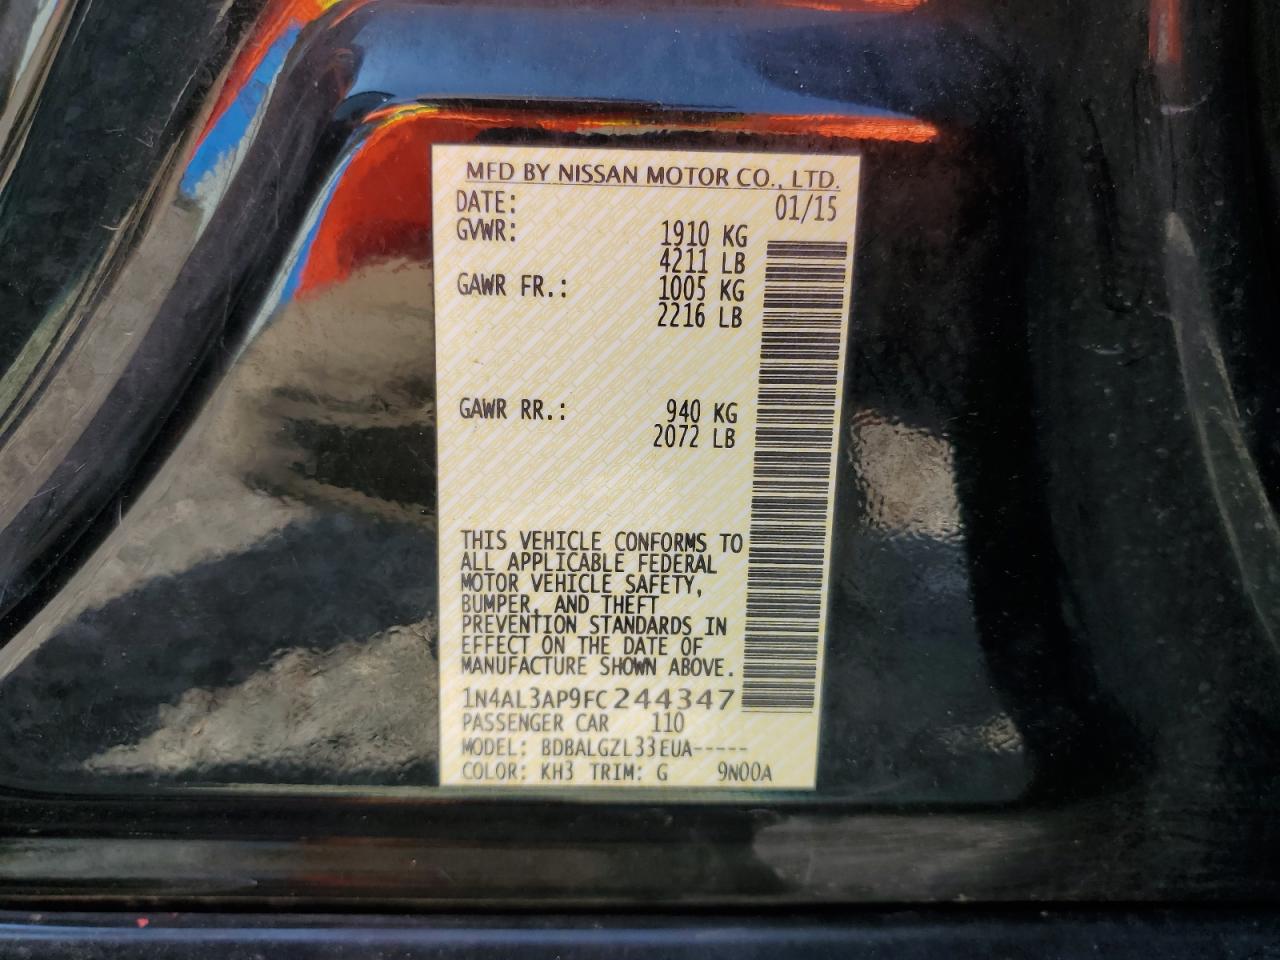 MFD BY NISSAN MOTOR CO., LTD.
DATE: 01/15
GVWR: 1910 KG
4211 LB
GAWR FR.: 1005 KG
2216 LB
GAWR RR.: 940 KG
2072 LB
THIS VEHICLE CONFORMS TO
ALL APPLICABLE FEDERAL
MOTOR VEHICLE SAFETY,
BUMPER, AND THEFT
PREVENTION STANDARDS IN
EFFECT ON THE DATE OF
MANUFACTURE SHOWN ABOVE.
1N4AL3AP9FC244347
PASSENGER CAR 110
MODEL: BDBALGZL33EUA-----
COLOR: KH3 TRIM: G 9N00A